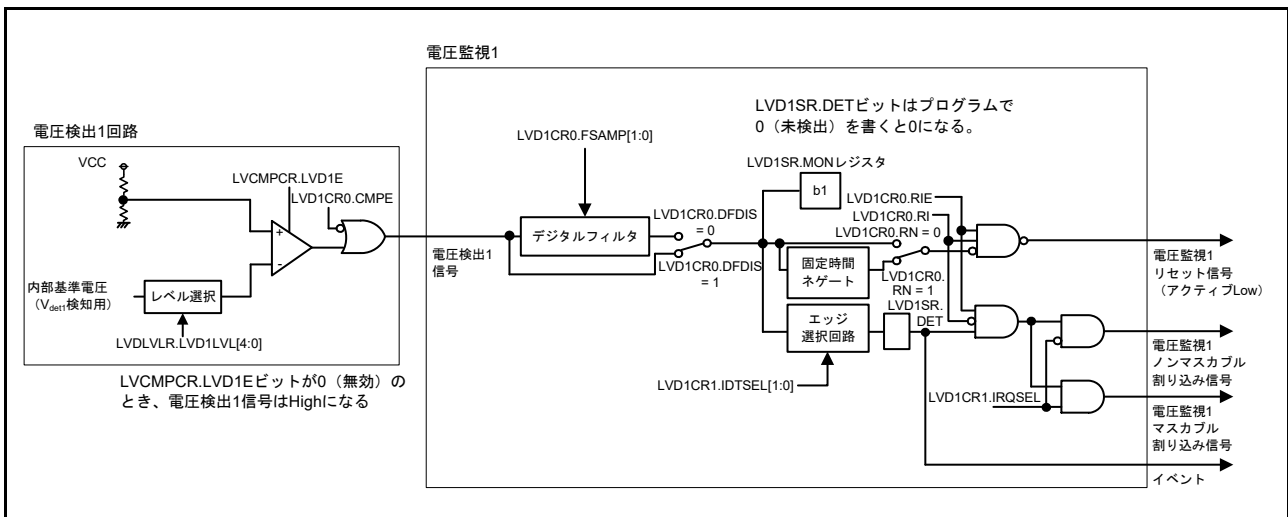 電圧監視1
電圧検出1回路
VCC
LVCMPCR.LVD1E
LVD1CR0.CMPE
内部基準電圧
（Vdet1検知用）
レベル選択
LVDLVLR.LVD1LVL[4:0]
LVCMPCR.LVD1Eビットが0（無効）の
とき、電圧検出1信号はHighになる
電圧検出1
信号
LVD1CR0.FSAMP[1:0]
デジタルフィルタ
LVD1CR0.DFDIS
= 0
LVD1CR0.DFDIS
= 1
LVD1SR.DETビットはプログラムで
0（未検出）を書くと0になる。
LVD1SR.MONレジスタ
b1
LVD1CR0.RIE
LVD1CR0.RI
LVD1CR0.RN = 0
固定時間
ネゲート
LVD1CR0.
RN = 1
エッジ
選択回路
LVD1SR.
DET
LVD1CR1.IDTSEL[1:0]
LVD1CR1.IRQSEL
電圧監視1
リセット信号
（アクティブLow）
電圧監視1
ノンマスカブル
割り込み信号
電圧監視1
マスカブル
割り込み信号
イベント
+
-